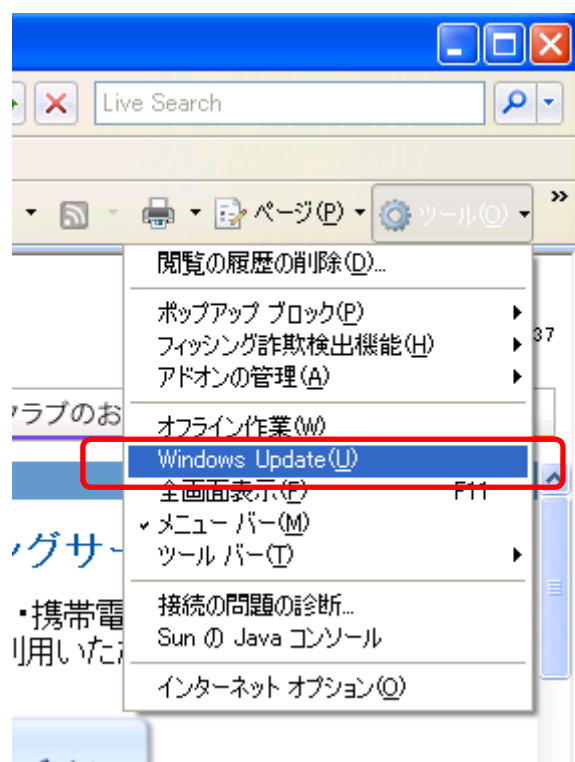 Live Search
ページ(P)
ツール(O)
»
閲覧の履歴の削除(D)...
ポップアップ ブロック(P)
フィッシング詐欺検出機能(H)
37
アドオンの管理(A)
ラブのお
オフライン作業(W)
Windows Update(U)
全画面表示(F) F11
メニュー バー(M)
ングサー
ツール バー(T)
接続の問題の診断...
・携帯電
Sun の Java コンソール
利用いただ
インターネット オプション(O)